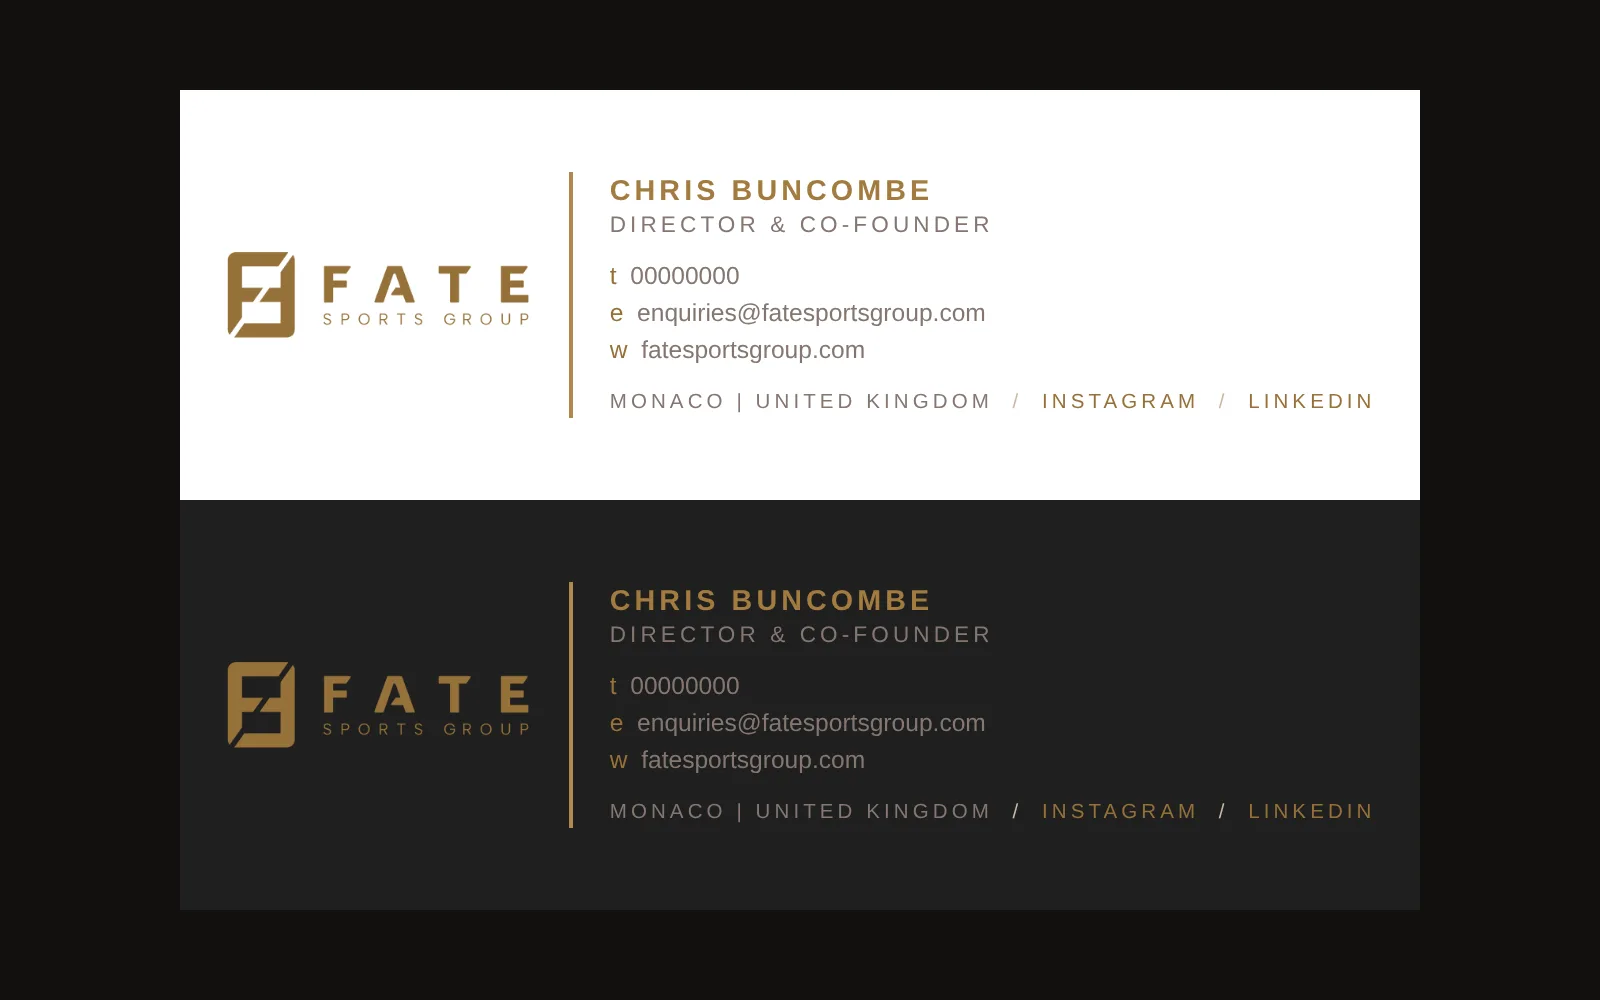 FATE
SPORTS GROUP
CHRIS BUNCOMBE
DIRECTOR & CO-FOUNDER
t 00000000
e enquiries@fatesportsgroup.com
w fatesportsgroup.com
MONACO | UNITED KINGDOM / INSTAGRAM / LINKEDIN
FATE
SPORTS GROUP
CHRIS BUNCOMBE
DIRECTOR & CO-FOUNDER
t 00000000
e enquiries@fatesportsgroup.com
w fatesportsgroup.com
MONACO | UNITED KINGDOM / INSTAGRAM / LINKEDIN